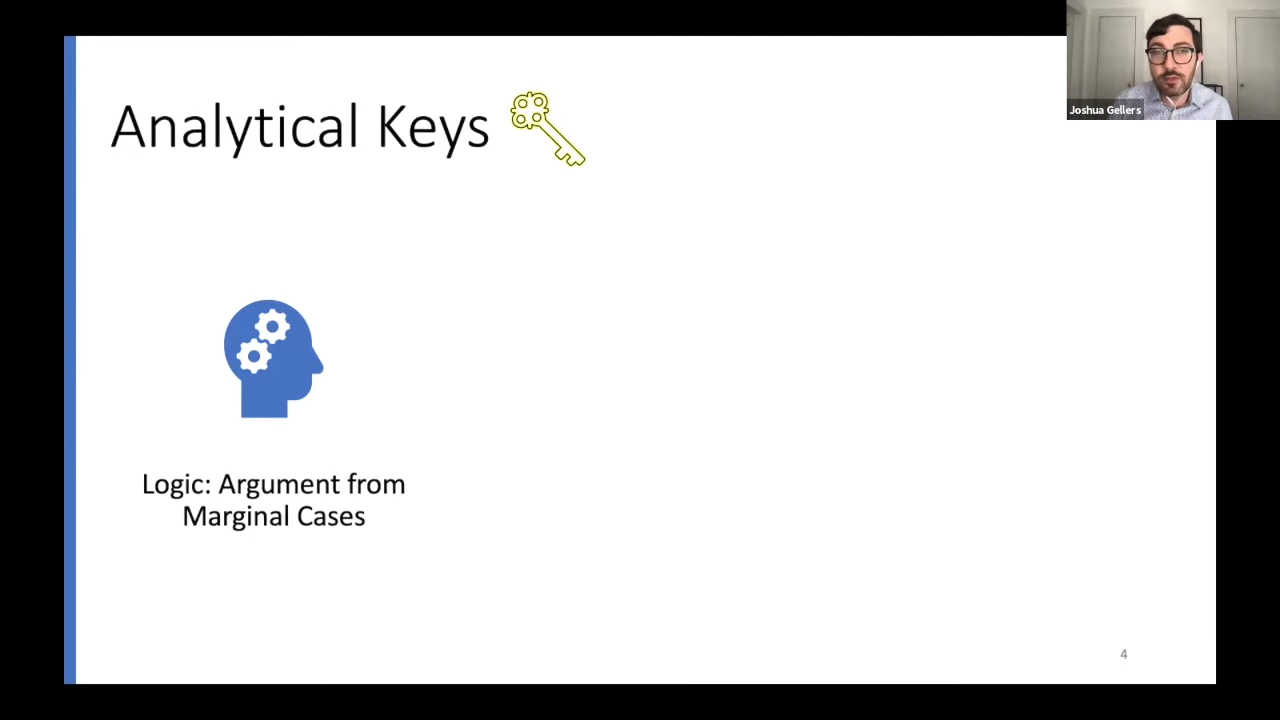 Analytical Keys
Joshua Gellers
Logic: Argument from
Marginal Cases
4